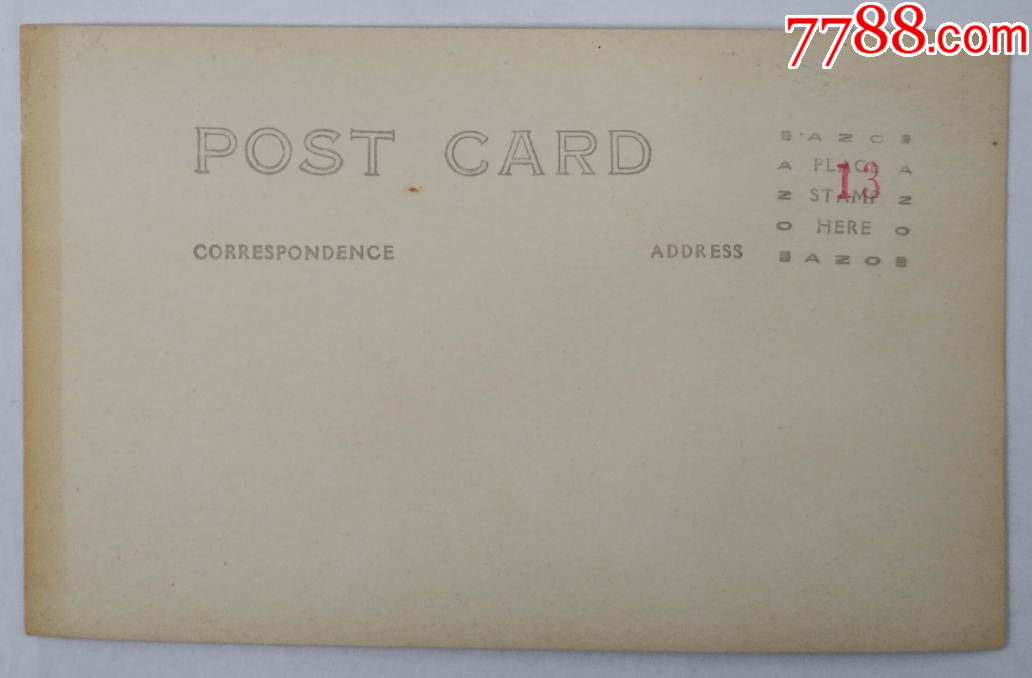 7788.com
POST CARD
AZO
A PLACE A
Z STAMP Z
13
O HERE O
AZO
CORRESPONDENCE
ADDRESS